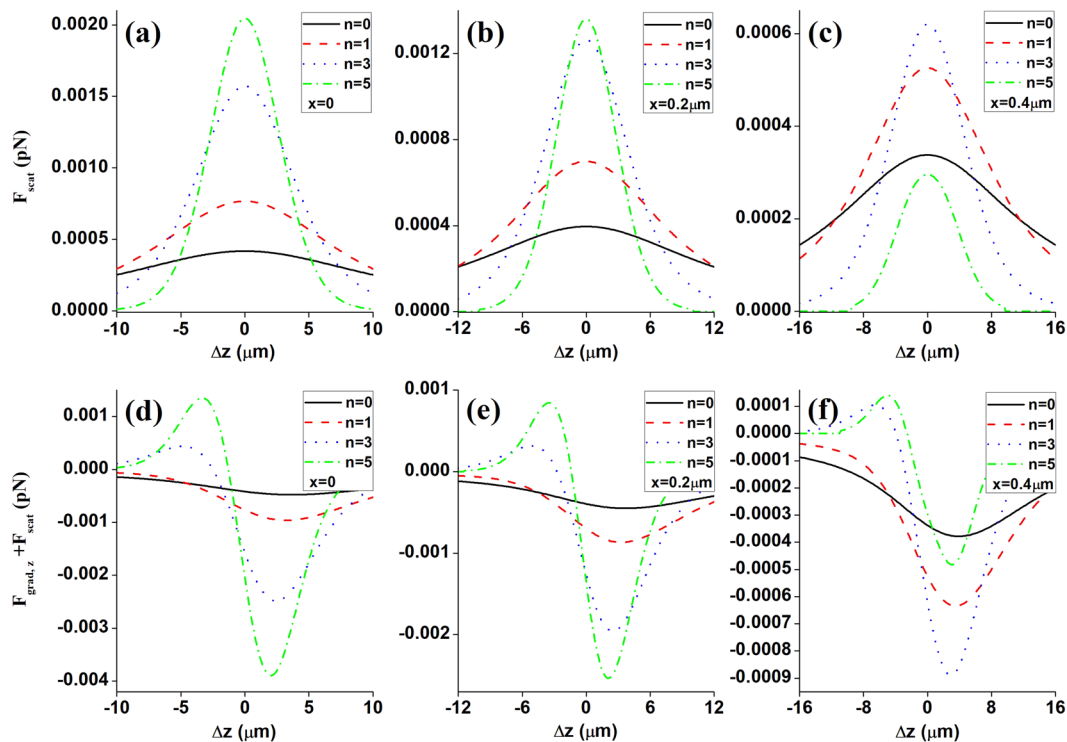 (a)
n=0
n=1
n=3
n=5
x=0
0.0020
0.0015
0.0010
0.0005
0.0000
F scat (pN)
-10 -5 0 5 10
Δz (μm)
(b)
n=0
n=1
n=3
n=5
x=0.2μm
0.0012
0.0008
0.0004
0.0000
-12 -6 0 6 12
Δz (μm)
(c)
n=0
n=1
n=3
n=5
x=0.4μm
0.0006
0.0004
0.0002
0.0000
-16 -8 0 8 16
Δz (μm)
(d)
n=0
n=1
n=3
n=5
x=0
0.001
0.000
-0.001
-0.002
-0.003
-0.004
F grad, z +F scat (pN)
-10 -5 0 5 10
Δz (μm)
(e)
n=0
n=1
n=3
n=5
x=0.2μm
0.001
0.000
-0.001
-0.002
-12 -6 0 6 12
Δz (μm)
(f)
n=0
n=1
n=3
n=5
x=0.4μm
0.0001
0.0000
-0.0001
-0.0002
-0.0003
-0.0004
-0.0005
-0.0006
-0.0007
-0.0008
-0.0009
-16 -8 0 8 16
Δz (μm)